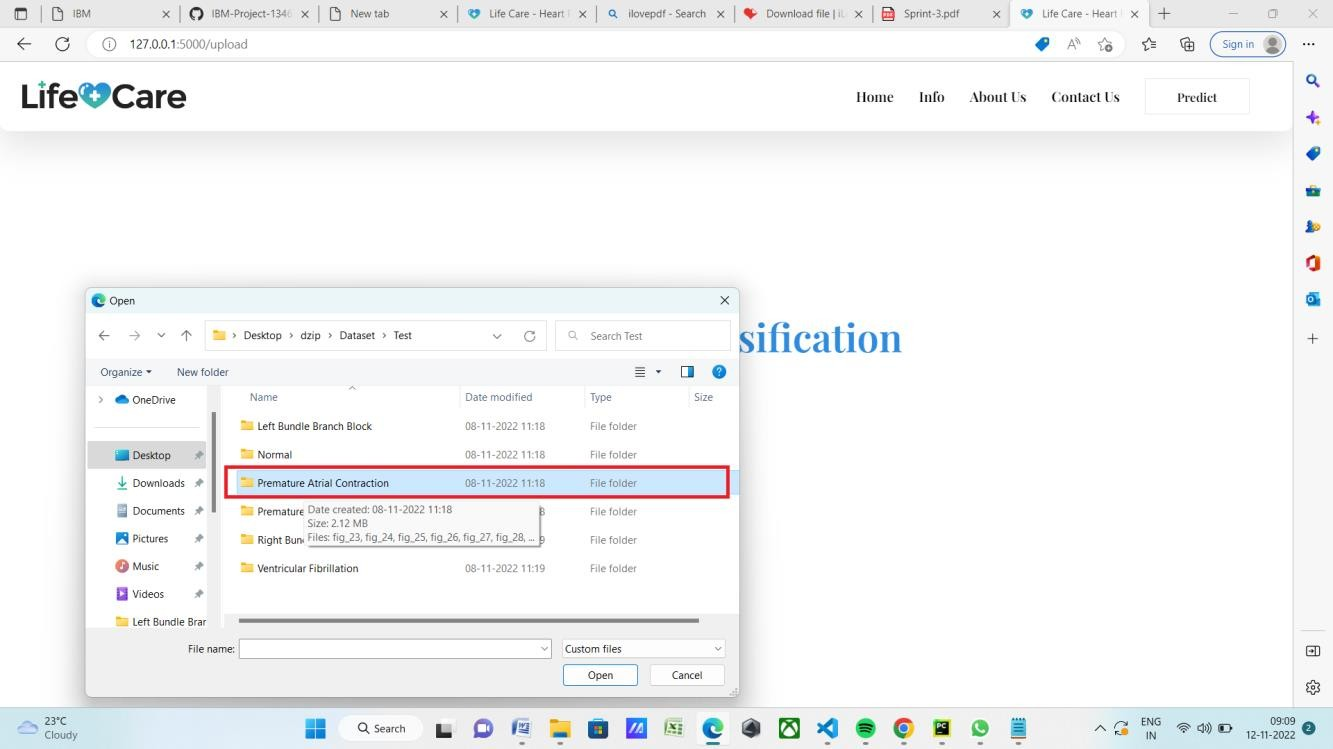 IBM
IBM-Project-1346
New tab
Life Care - Heart
ilovepdf - Search
Download file | iL
Sprint-3.pdf
Life Care - Heart
127.0.0.1:5000/upload
Sign in
Life Care
Home Info About Us Contact Us Predict
sification
Open
Desktop > dzip > Dataset > Test
Search Test
Organize New folder
Name Date modified Type Size
OneDrive
Desktop
Downloads
Documents
Pictures
Music
Videos
Left Bundle Bran
Left Bundle Branch Block 08-11-2022 11:18 File folder
Normal 08-11-2022 11:18 File folder
Premature Atrial Contraction 08-11-2022 11:18 File folder
Premature 8 File folder
Right Bun 9 File folder
Ventricular Fibrillation 08-11-2022 11:19 File folder
Date created: 08-11-2022 11:18
Size: 2.12 MB
Files: fig_23, fig_24, fig_25, fig_26, fig_27, fig_28, ...
File name: Custom files
Open Cancel
23°C
Cloudy
Search
ENG
IN
09:09
12-11-2022
2